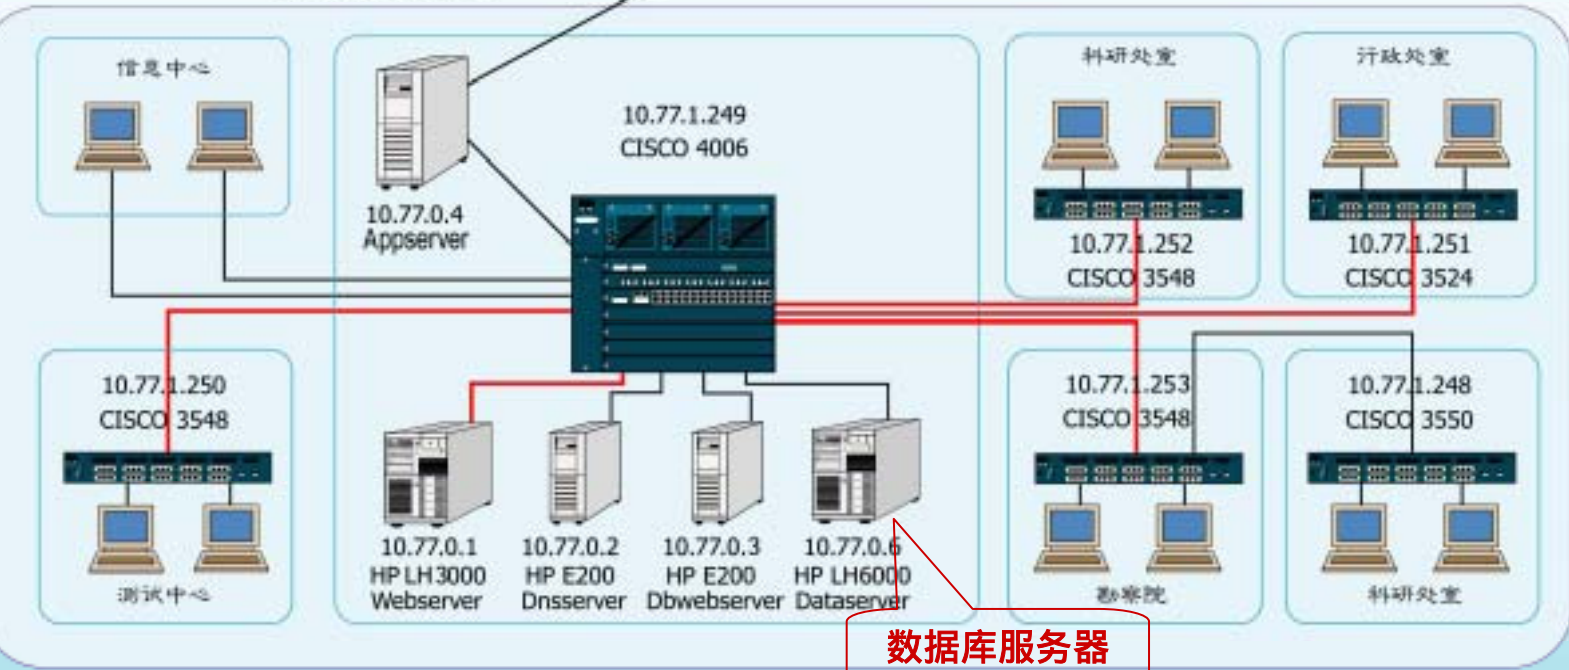 信息中心
10.77.0.4
Appserver
10.77.1.249
CISCO 4006
科研处室
10.77.1.252
CISCO 3548
行政处室
10.77.1.251
CISCO 3524
10.77.1.250
CISCO 3548
测试中心
10.77.0.1
HP LH3000
Webserver
10.77.0.2
HP E200
Dnsserver
10.77.0.3
HP E200
Dbwebserver
10.77.0.6
HP LH6000
Dataserver
10.77.1.253
CISCO 3548
勘察院
10.77.1.248
CISCO 3550
科研处室
数据库服务器